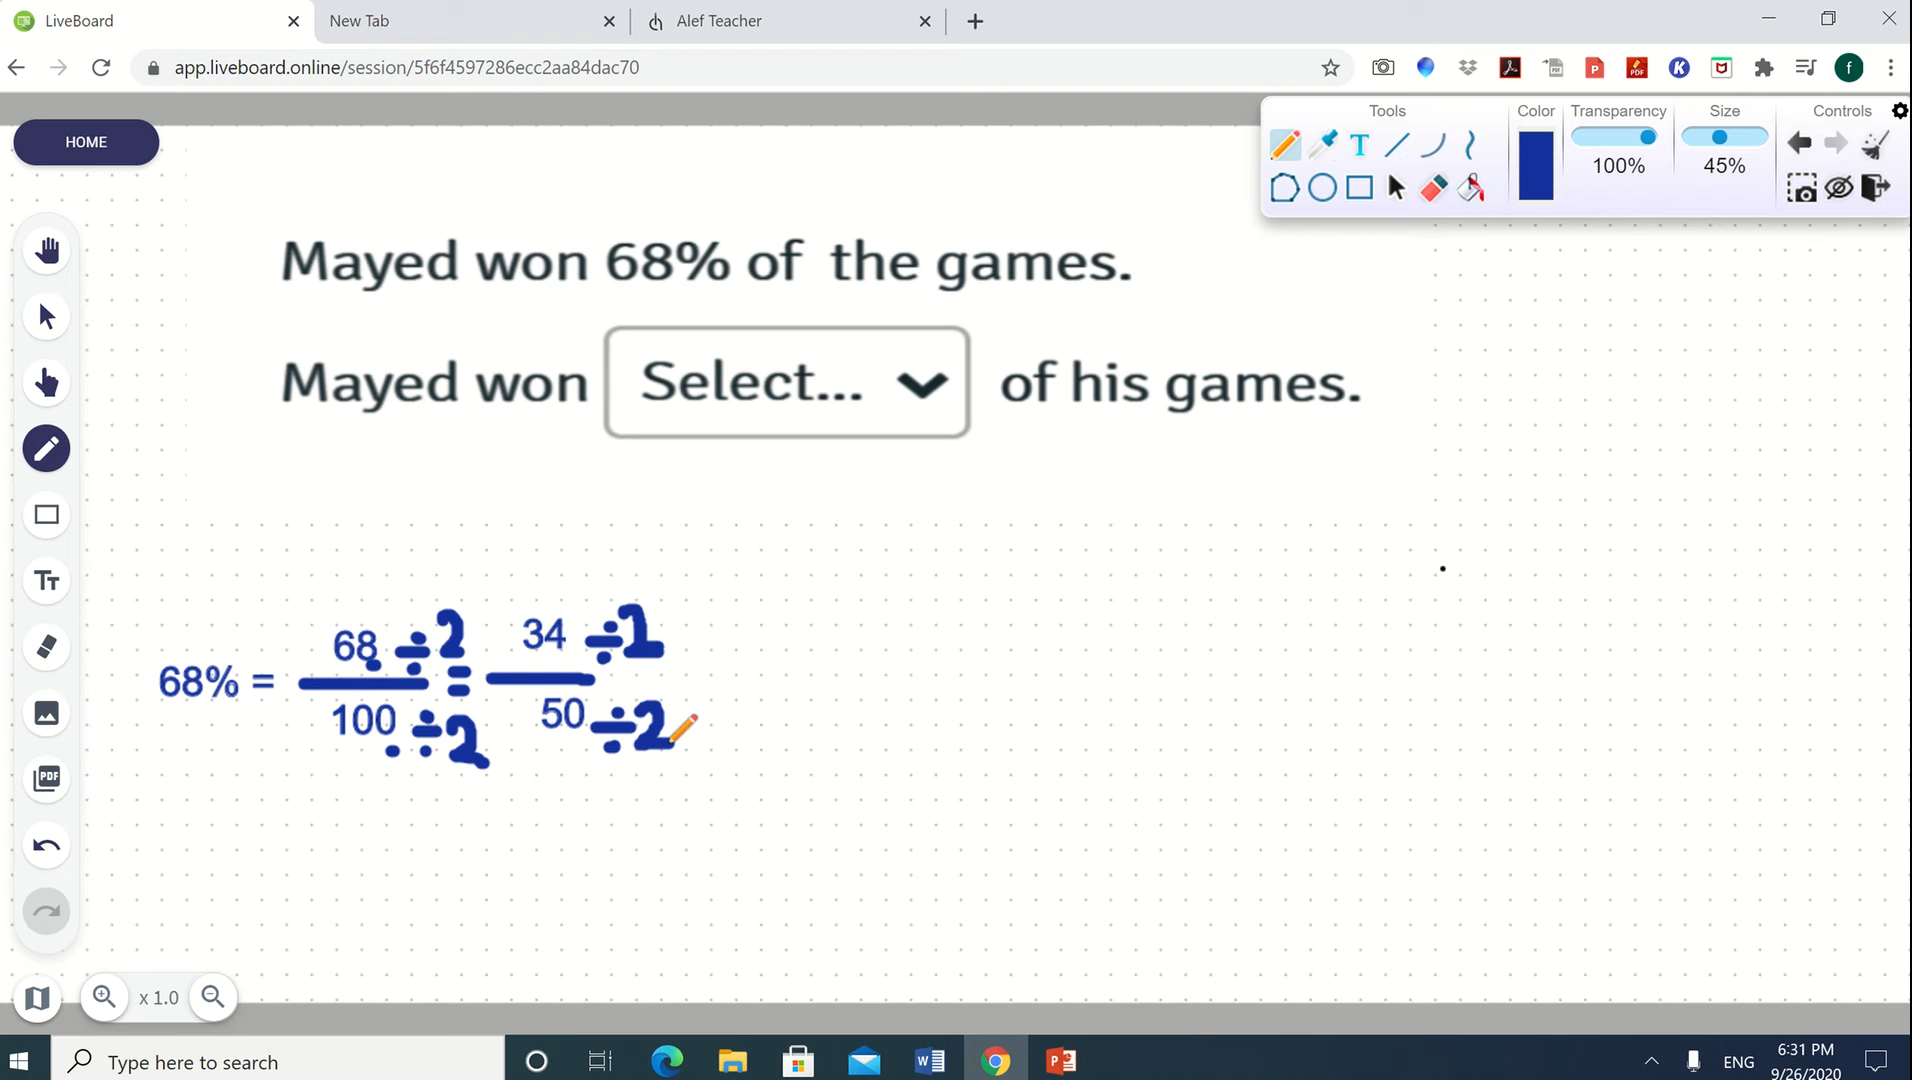 LiveBoard
New Tab
Alef Teacher
app.liveboard.online/session/5f6f4597286ecc2aa84dac70
f
HOME
Tools
Color
Transparency
Size
Controls
T
100%
45%
Mayed won 68% of the games.
Mayed won Select... of his games.
68 ÷2 34 ÷2
68% = =
100 ÷2 50 ÷2
TT
PDF
x 1.0
Type here to search
ENG
6:31 PM
9/26/2020